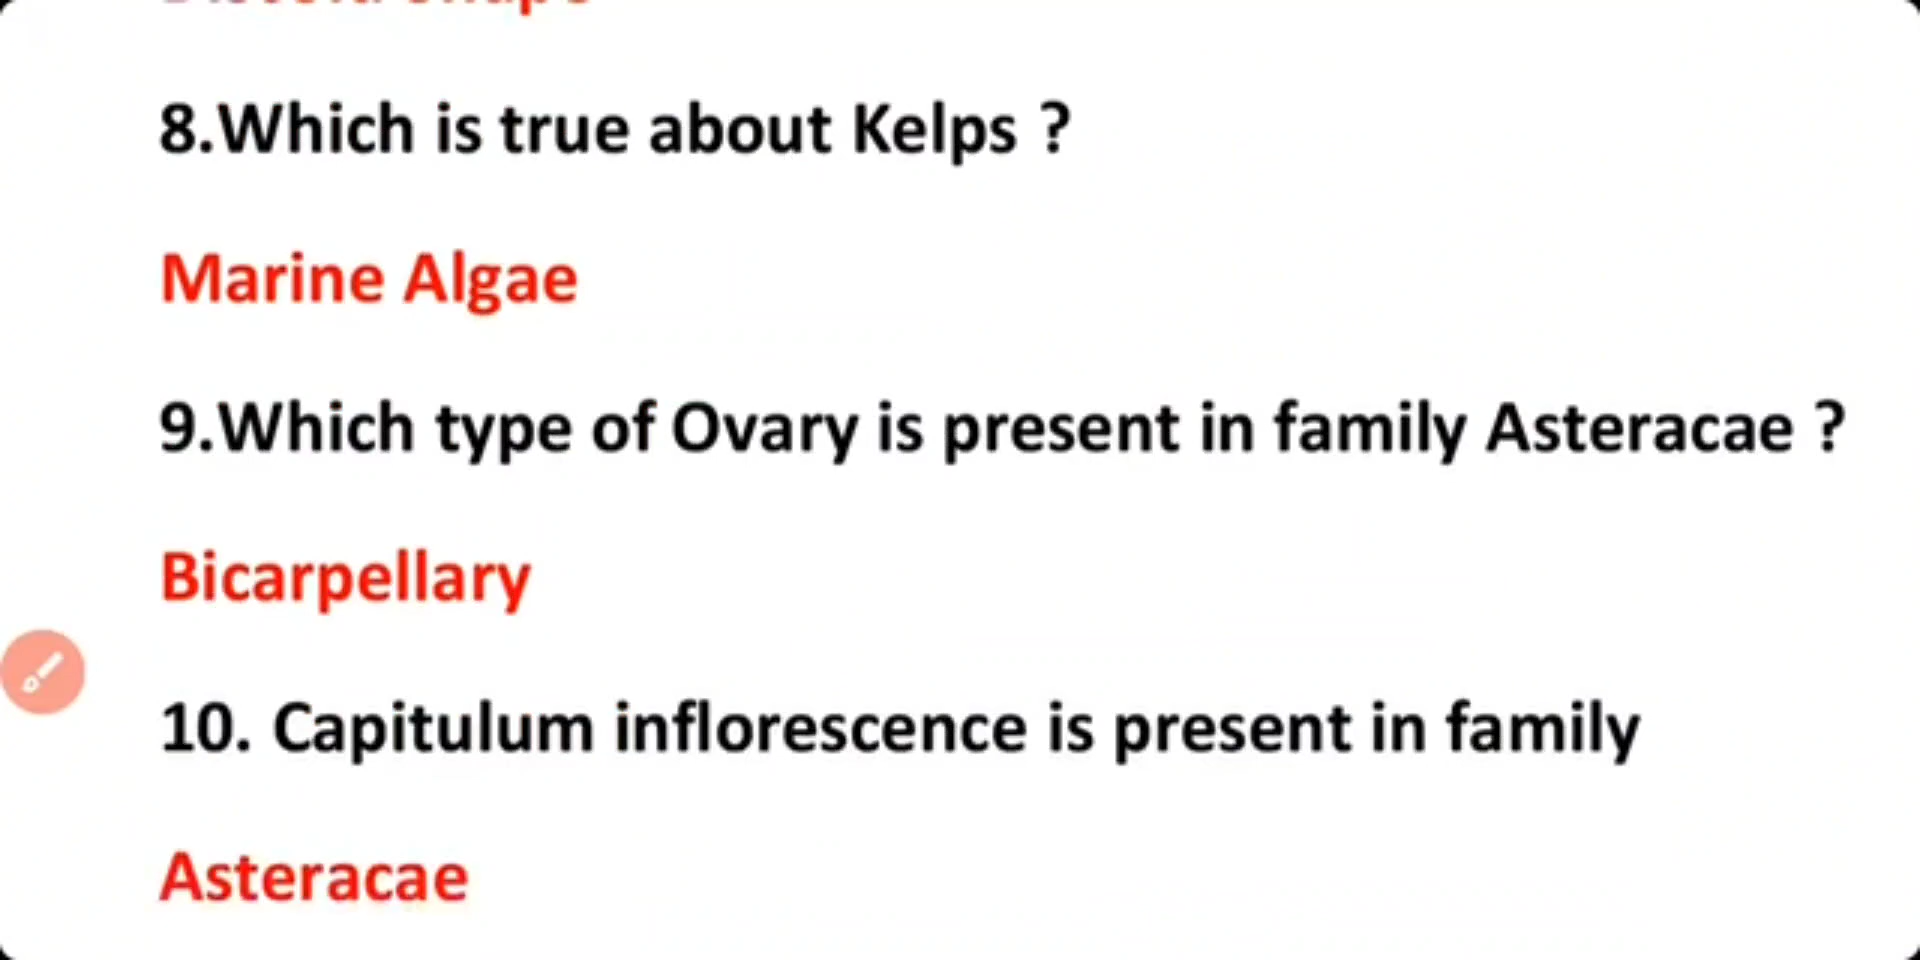 8.Which is true about Kelps ?
Marine Algae
9.Which type of Ovary is present in family Asteracae ?
Bicarpellary
10. Capitulum inflorescence is present in family
Asteracae